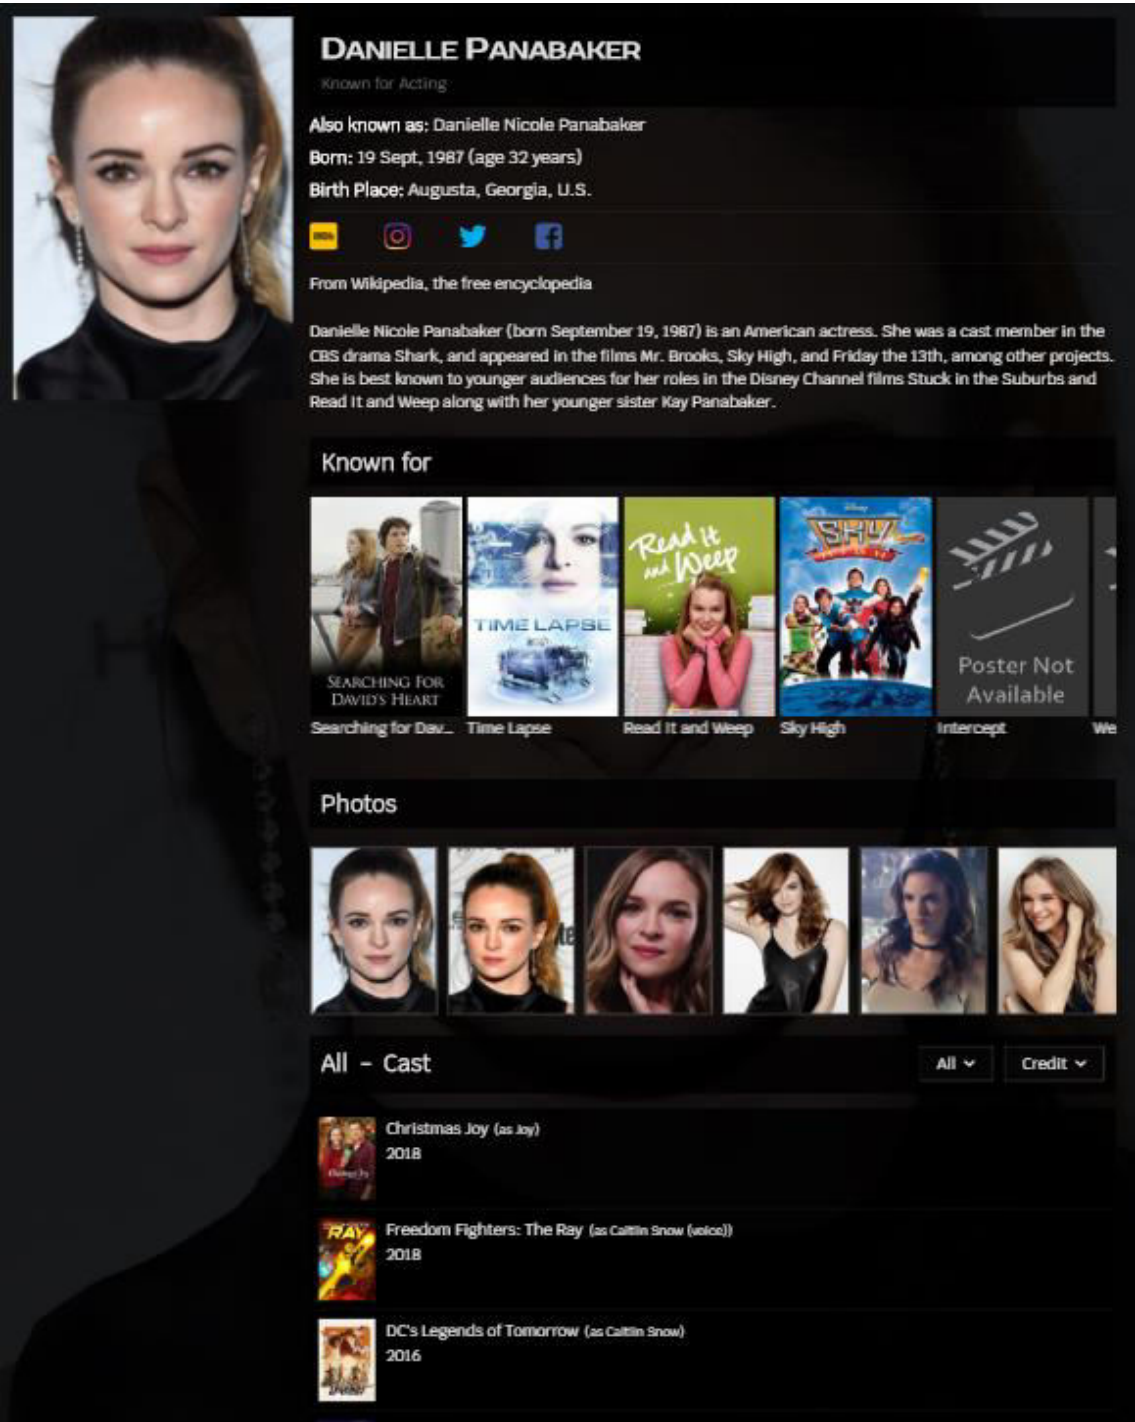 DANIELLE PANABAKER
Known for Acting
Also known as: Danielle Nicole Panabaker
Born: 19 Sept, 1987 (age 32 years)
Birth Place: Augusta, Georgia, U.S.
IMDb
From Wikipedia, the free encyclopedia
Danielle Nicole Panabaker (born September 19, 1987) is an American actress. She was a cast member in the
CBS drama Shark, and appeared in the films Mr. Brooks, Sky High, and Friday the 13th, among other projects.
She is best known to younger audiences for her roles in the Disney Channel films Stuck in the Suburbs and
Read It and Weep along with her younger sister Kay Panabaker.
Known for
Read It
and Weep
Disney
SKY
HIGH
TIME LAPSE
SEARCHING FOR
DAVID'S HEART
Poster Not
Available
Searching for Dav...
Time Lapse
Read It and Weep
Sky High
Intercept
We
Photos
All - Cast
All
Credit
Christmas Joy (as Joy)
2018
RAY
Freedom Fighters: The Ray (as Caitlin Snow (voice))
2018
DC's Legends of Tomorrow (as Caitlin Snow)
2016